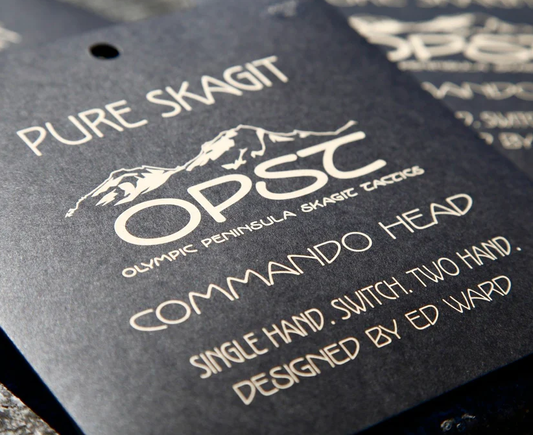 PURE SKAGIT
OPST
OLYMPIC PENINSULA SKAGIT TACTICS
COMMANDO HEAD
SINGLE HAND. SWITCH. TWO HAND.
DESIGNED BY ED WARD